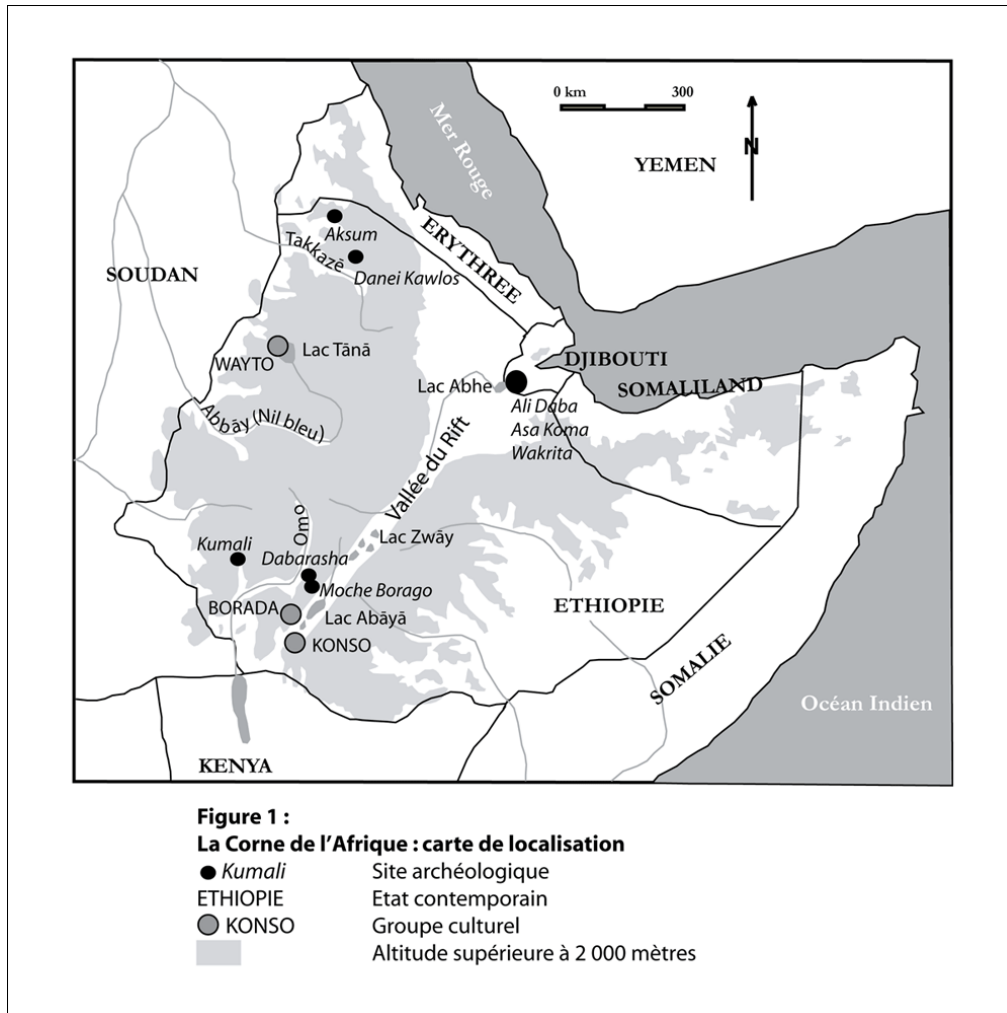 0 km 300
Mer Rouge
N
YEMEN
ERYTHREE
Aksum
Takkazē
Danei Kawlos
SOUDAN
Lac Tānā
WAYTO
DJIBOUTI
Lac Abhe
SOMALILAND
Ali Daba
Asa Koma
Wakrita
Abbāy (Nil bleu)
Vallée du Rift
Omo
Lac Zwāy
Kumali
Dabarasha
Moche Borago
BORADA
Lac Abāyā
ETHIOPIE
KONSO
SOMALIE
Océan Indien
KENYA
Figure 1 :
La Corne de l’Afrique : carte de localisation
Kumali Site archéologique
ETHIOPIE Etat contemporain
KONSO Groupe culturel
Altitude supérieure à 2 000 mètres